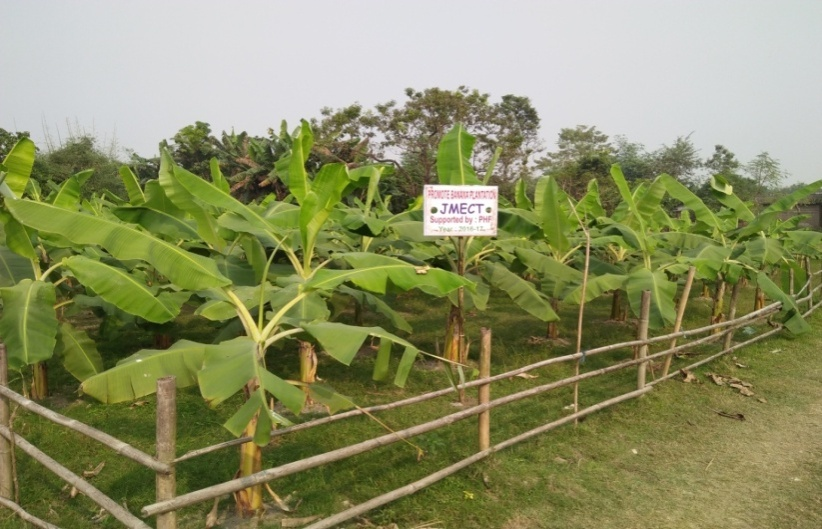 PROMOTE BANANA PLANTATION
JMECT
Supported by : PHF
Year : 2016-17